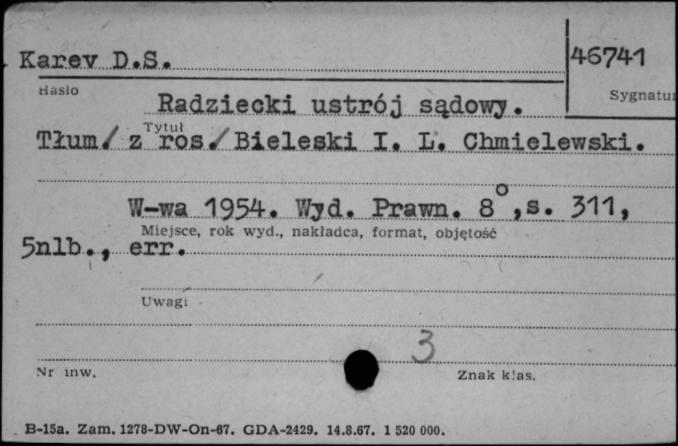 Karev D.S. 46741
Hasło Sygnatu
Radziecki ustrój sądowy.
Tytuł
Tłum/ z ros./ Bieleski I. L. Chmielewski.
W-wa 1954. Wyd. Prawn. 8°, s. 311,
Miejsce, rok wyd., nakładca, format, objętość
5nlb., err.
Uwagi
3
Nr inw. Znak klas.
B-15a. Zam. 1278-DW-On-67. GDA-2429. 14.8.67. 1 520 000.